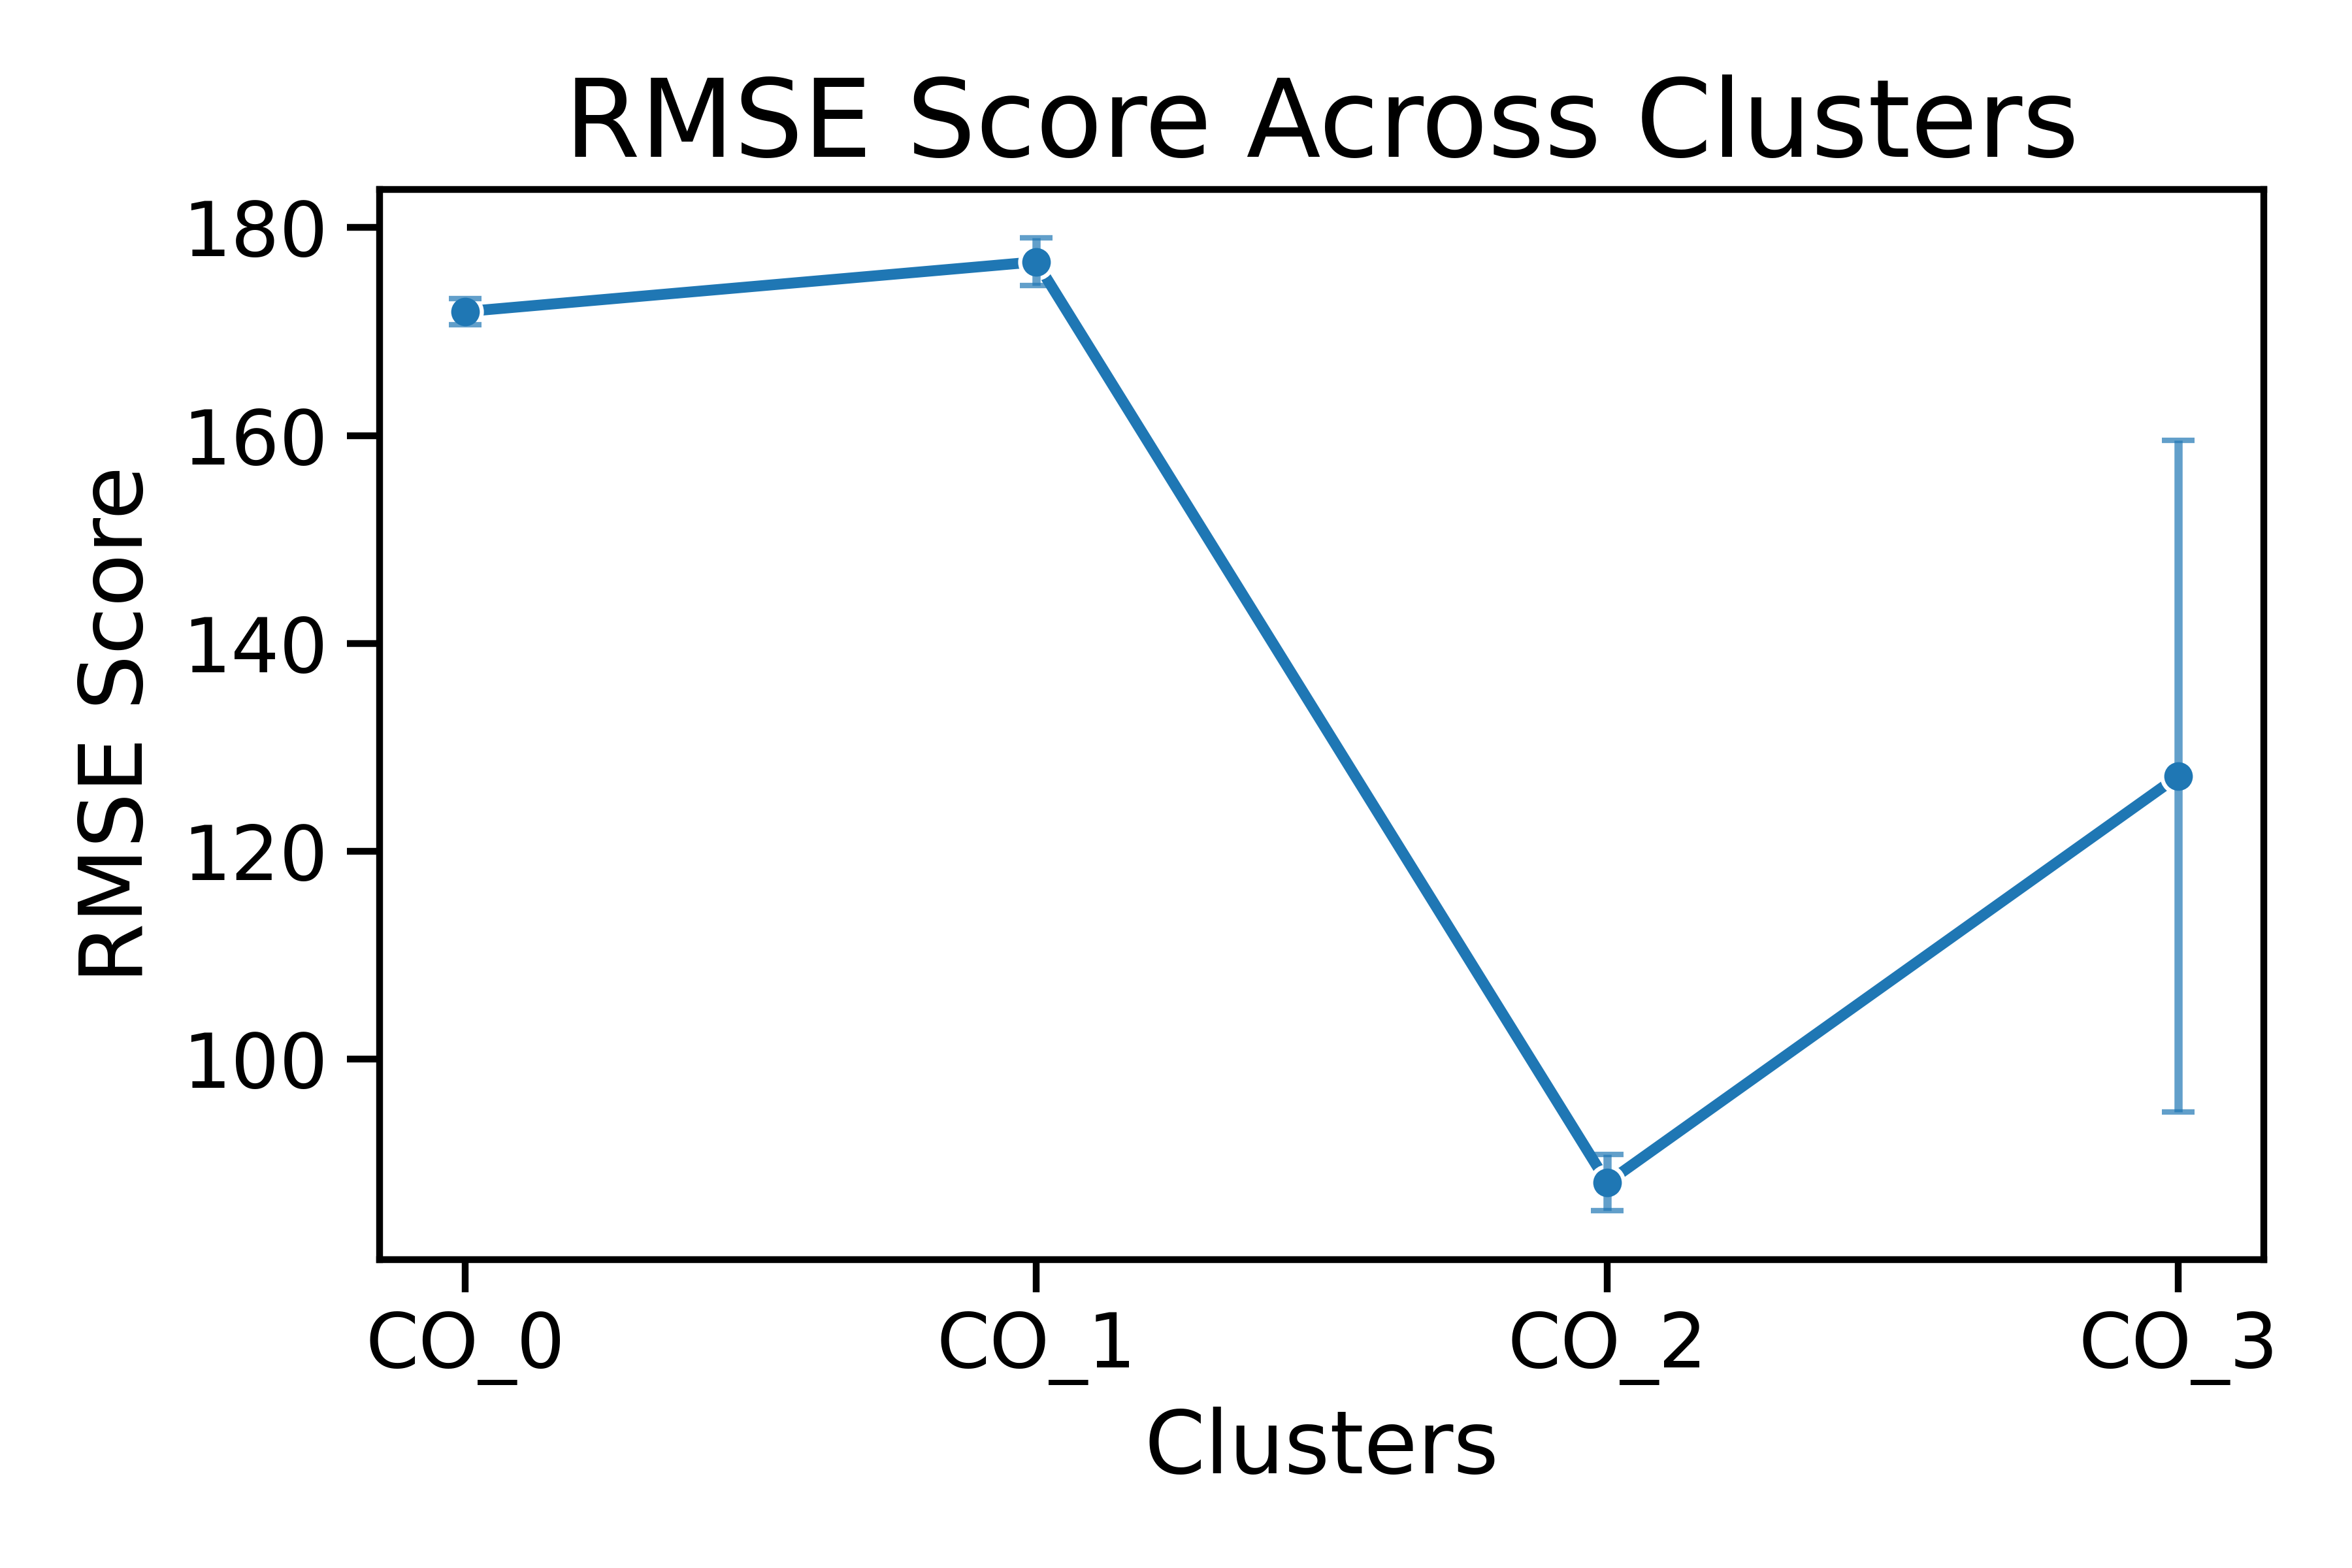 RMSE Score Across Clusters
RMSE Score
180
160
140
120
100
CO_0 CO_1 CO_2 CO_3
Clusters